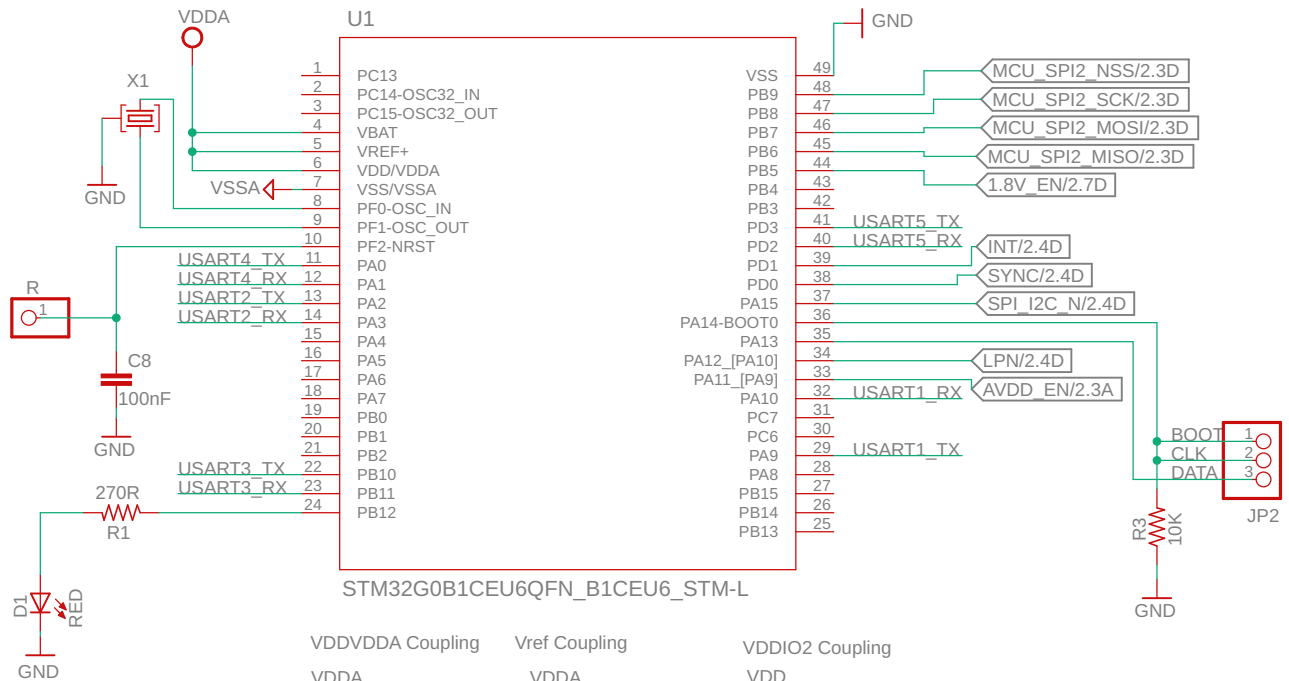 VDDA
U1
GND
X1
GND
VSSA
R
1
C8
100nF
GND
270R
R1
D1
RED
GND
1 PC13
2 PC14-OSC32_IN
3 PC15-OSC32_OUT
4 VBAT
5 VREF+
6 VDD/VDDA
7 VSS/VSSA
8 PF0-OSC_IN
9 PF1-OSC_OUT
10 PF2-NRST
USART4_TX 11 PA0
USART4_RX 12 PA1
USART2_TX 13 PA2
USART2_RX 14 PA3
15 PA4
16 PA5
17 PA6
18 PA7
19 PB0
20 PB1
21 PB2
USART3_TX 22 PB10
USART3_RX 23 PB11
24 PB12
VSS 49
PB9 48 MCU_SPI2_NSS/2.3D
PB8 47 MCU_SPI2_SCK/2.3D
PB7 46 MCU_SPI2_MOSI/2.3D
PB6 45 MCU_SPI2_MISO/2.3D
PB5 44 1.8V_EN/2.7D
PB4 43
PB3 42
PD3 41 USART5_TX
PD2 40 USART5_RX
PD1 39 INT/2.4D
PD0 38 SYNC/2.4D
PA15 37 SPI_I2C_N/2.4D
PA14-BOOT0 36
PA13 35
PA12_[PA10] 34 LPN/2.4D
PA11_[PA9] 33 AVDD_EN/2.3A
PA10 32 USART1_RX
PC7 31
PC6 30
PA9 29 USART1_TX
PA8 28
PB15 27
PB14 26
PB13 25
BOOT 1
CLK 2
DATA 3
JP2
R3
10K
GND
STM32G0B1CEU6QFN_B1CEU6_STM-L
VDDVDDA Coupling
Vref Coupling
VDDIO2 Coupling
VDDA
VDDA
VDD